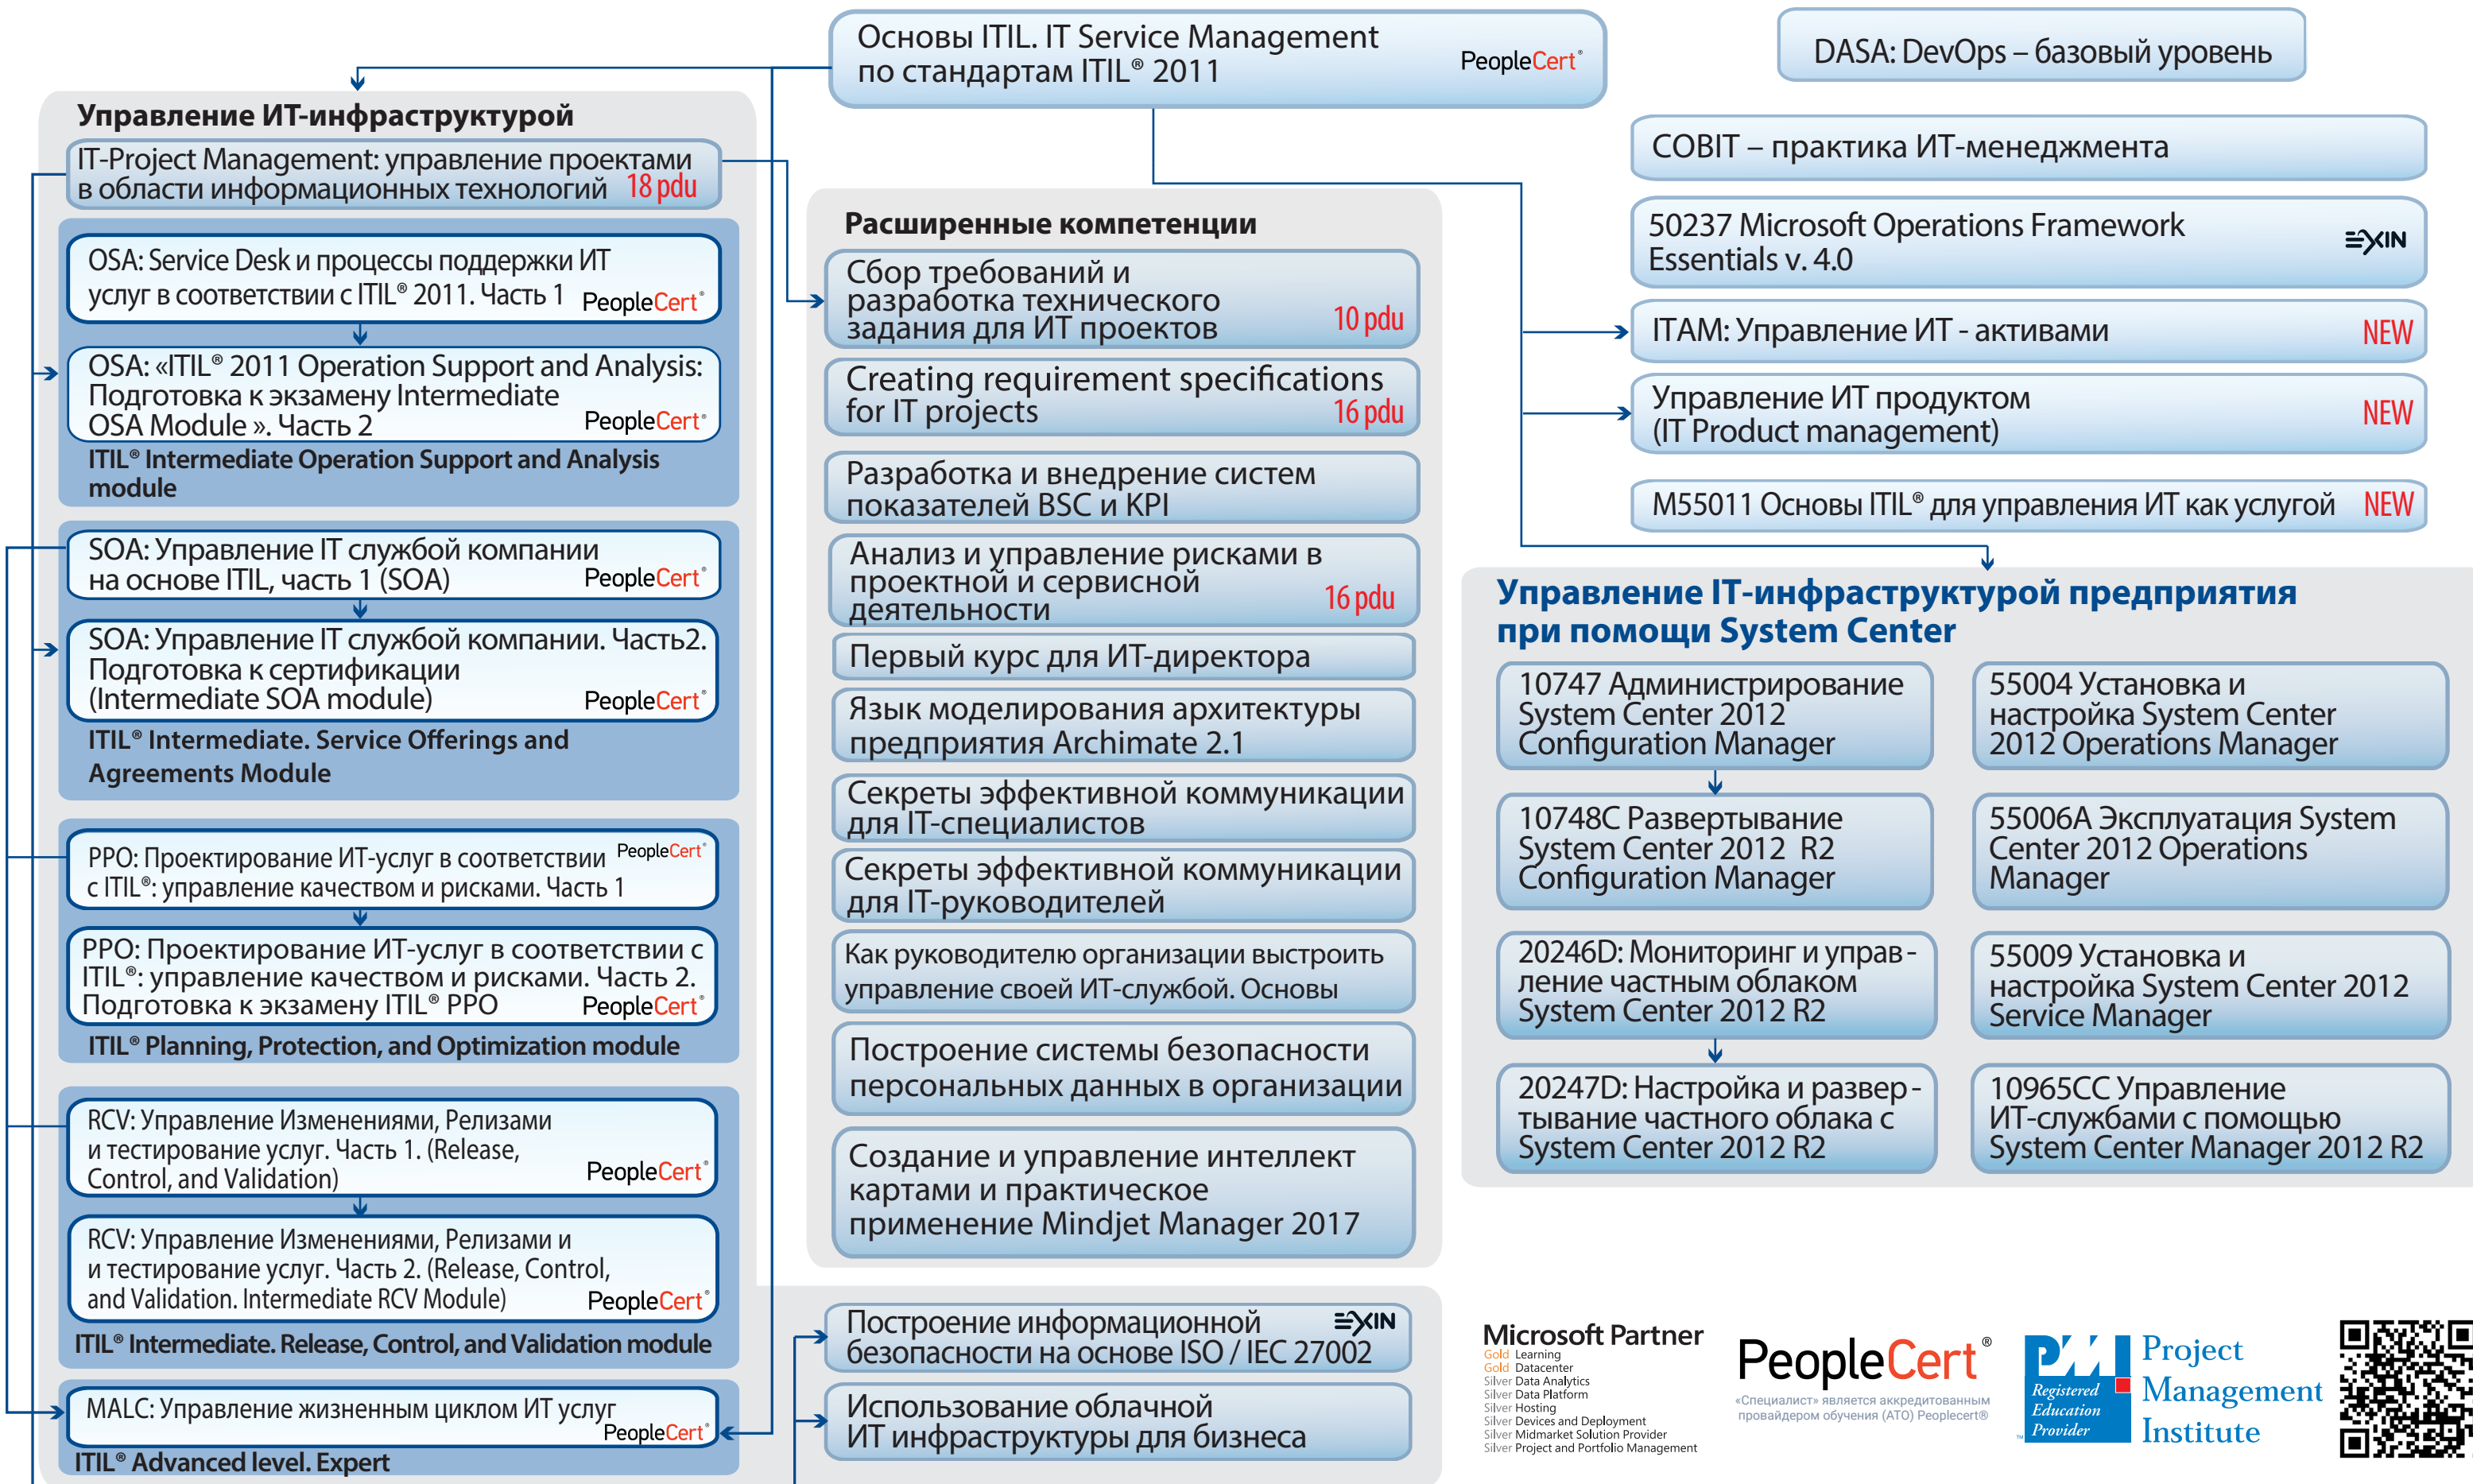 Основы ITIL. IT Service Management
по стандартам ITIL® 2011
PeopleCert®
DASA: DevOps – базовый уровень
Управление ИТ-инфраструктурой
IT-Project Management: управление проектами
в области информационных технологий 18 pdu
OSA: Service Desk и процессы поддержки ИТ
услуг в соответствии с ITIL® 2011. Часть 1 PeopleCert®
OSA: «ITIL® 2011 Operation Support and Analysis:
Подготовка к экзамену Intermediate
OSA Module ». Часть 2 PeopleCert®
ITIL® Intermediate Operation Support and Analysis
module
SOA: Управление IT службой компании
на основе ITIL, часть 1 (SOA) PeopleCert®
SOA: Управление IT службой компании. Часть2.
Подготовка к сертификации
(Intermediate SOA module) PeopleCert®
ITIL® Intermediate. Service Offerings and
Agreements Module
PPO: Проектирование ИТ-услуг в соответствии PeopleCert®
с ITIL®: управление качеством и рисками. Часть 1
PPO: Проектирование ИТ-услуг в соответствии с
ITIL®: управление качеством и рисками. Часть 2.
Подготовка к экзамену ITIL® PPO PeopleCert®
ITIL® Planning, Protection, and Optimization module
RCV: Управление Изменениями, Релизами
и тестирование услуг. Часть 1. (Release,
Control, and Validation) PeopleCert®
RCV: Управление Изменениями, Релизами и
и тестирование услуг. Часть 2. (Release, Control,
and Validation. Intermediate RCV Module) PeopleCert®
ITIL® Intermediate. Release, Control, and Validation module
MALC: Управление жизненным циклом ИТ услуг
PeopleCert®
ITIL® Advanced level. Expert
Расширенные компетенции
Сбор требований и
разработка технического
задания для ИТ проектов 10 pdu
Creating requirement specifications
for IT projects 16 pdu
Разработка и внедрение систем
показателей BSC и KPI
Анализ и управление рисками в
проектной и сервисной
деятельности 16 pdu
Первый курс для ИТ-директора
Язык моделирования архитектуры
предприятия Archimate 2.1
Секреты эффективной коммуникации
для IT-специалистов
Секреты эффективной коммуникации
для IT-руководителей
Как руководителю организации выстроить
управление своей ИТ-службой. Основы
Построение системы безопасности
персональных данных в организации
Создание и управление интеллект
картами и практическое
применение Mindjet Manager 2017
Построение информационной EXIN
безопасности на основе ISO / IEC 27002
Использование облачной
ИТ инфраструктуры для бизнеса
COBIT – практика ИТ-менеджмента
50237 Microsoft Operations Framework
Essentials v. 4.0 EXIN
ITAM: Управление ИТ - активами NEW
Управление ИТ продуктом
(IT Product management) NEW
M55011 Основы ITIL® для управления ИТ как услугой NEW
Управление IT-инфраструктурой предприятия
при помощи System Center
10747 Администрирование
System Center 2012
Configuration Manager
10748C Развертывание
System Center 2012 R2
Configuration Manager
20246D: Мониторинг и управ-
ление частным облаком
System Center 2012 R2
20247D: Настройка и развер-
тывание частного облака с
System Center 2012 R2
55004 Установка и
настройка System Center
2012 Operations Manager
55006A Эксплуатация System
Center 2012 Operations
Manager
55009 Установка и
настройка System Center 2012
Service Manager
10965CC Управление
ИТ-службами с помощью
System Center Manager 2012 R2
Microsoft Partner
Gold Learning
Gold Datacenter
Silver Data Analytics
Silver Data Platform
Silver Hosting
Silver Devices and Deployment
Silver Midmarket Solution Provider
Silver Project and Portfolio Management
PeopleCert®
«Специалист» является аккредитованным
провайдером обучения (ATO) Peoplecert®
PMI
Registered
Education
Provider
™
Project
Management
Institute